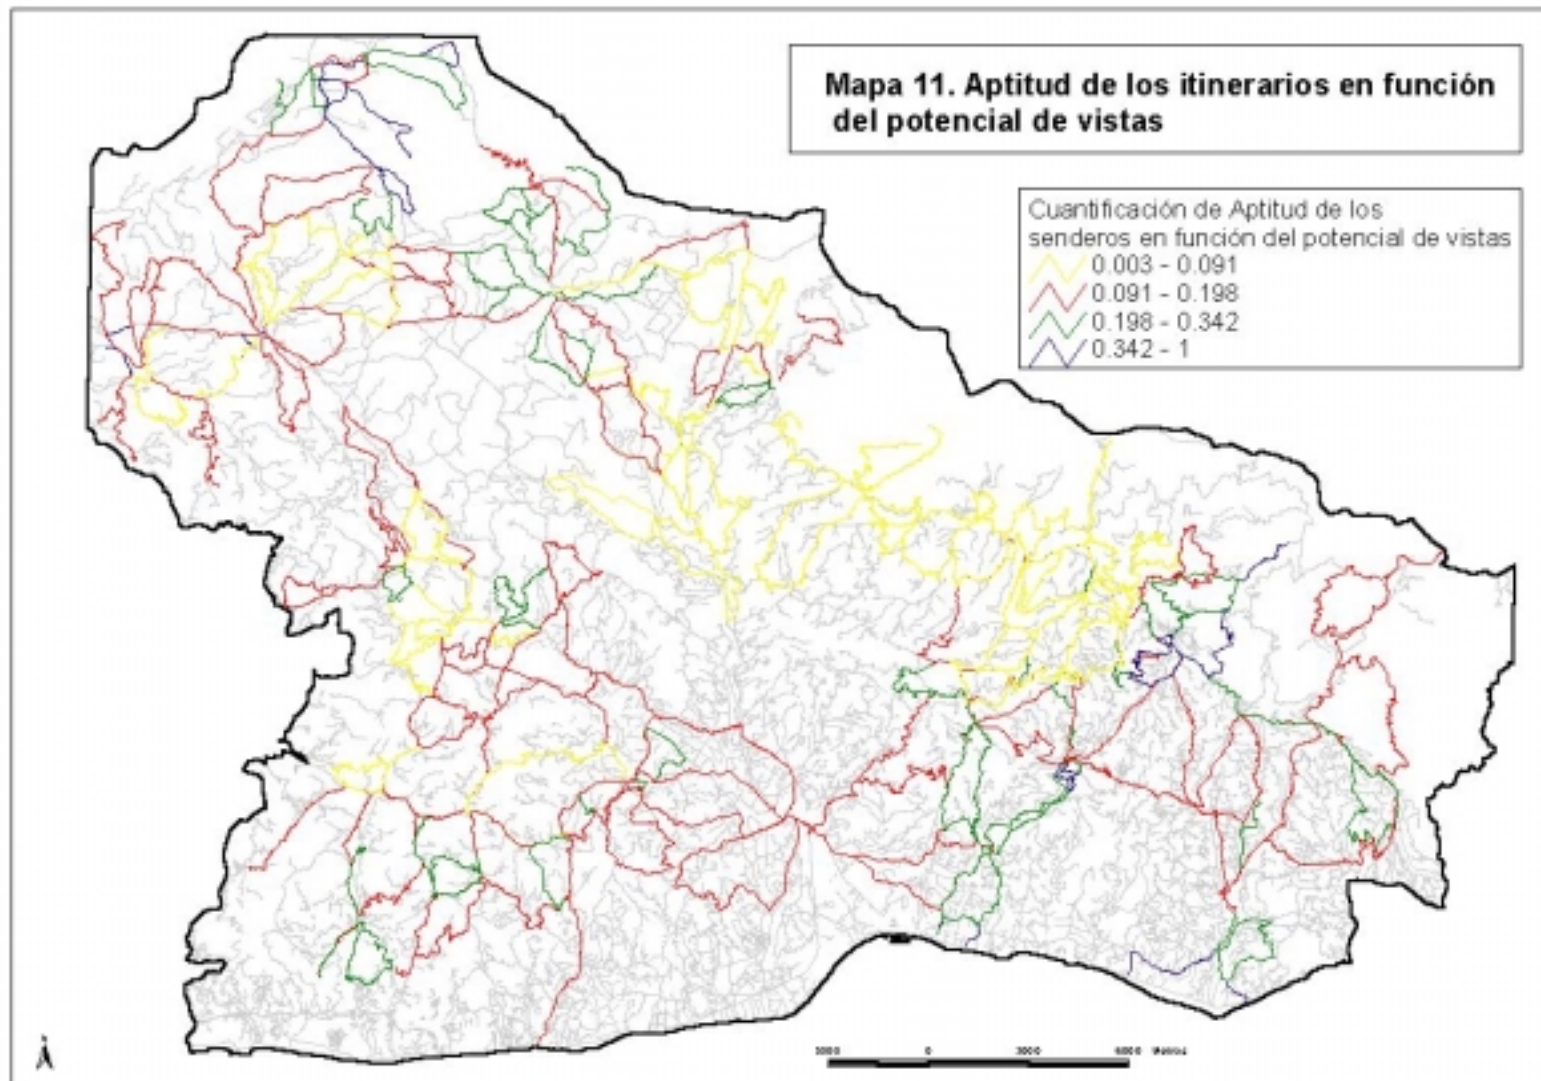 Mapa 11. Aptitud de los itinerarios en función
del potencial de vistas
Cuantificación de Aptitud de los
senderos en función del potencial de vistas
0.003 - 0.091
0.091 - 0.198
0.198 - 0.342
0.342 - 1
0